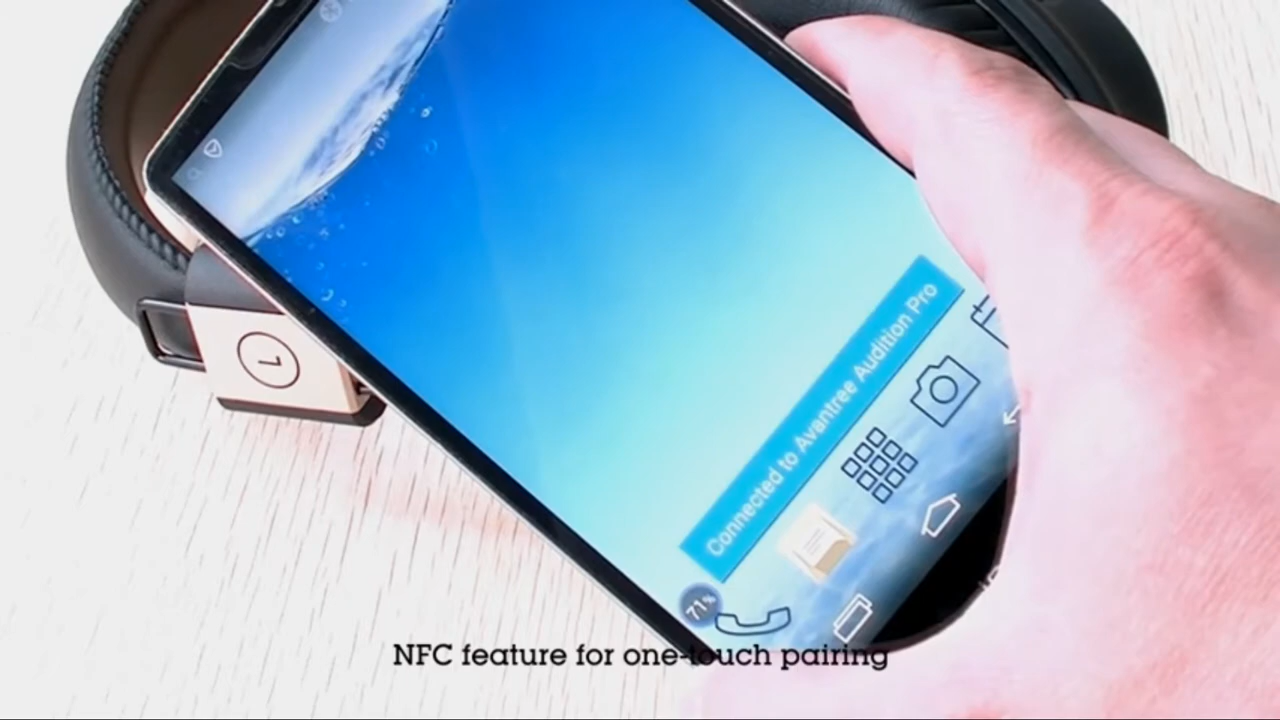 L
Connected to Avantree Audition Pro
71%
NFC feature for one-touch pairing